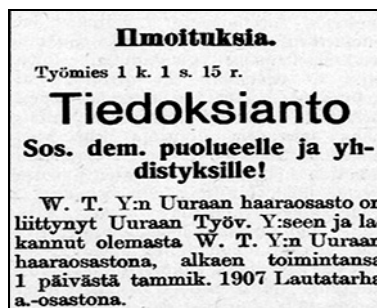 Ilmoituksia.
Työmies 1 k. 1 s. 15 r.
Tiedoksianto
Sos. dem. puolueelle ja yh-
distyksille!
W. T. Y:n Uuraan haaraosasto on
liittynyt Uuraan Työv. Y:seen ja la-
kannut olemasta W. T. Y:n Uuraan
haaraosastona, alkaen toimintansa
1 päivästä tammik. 1907 Lautatarha
a.-osastona.